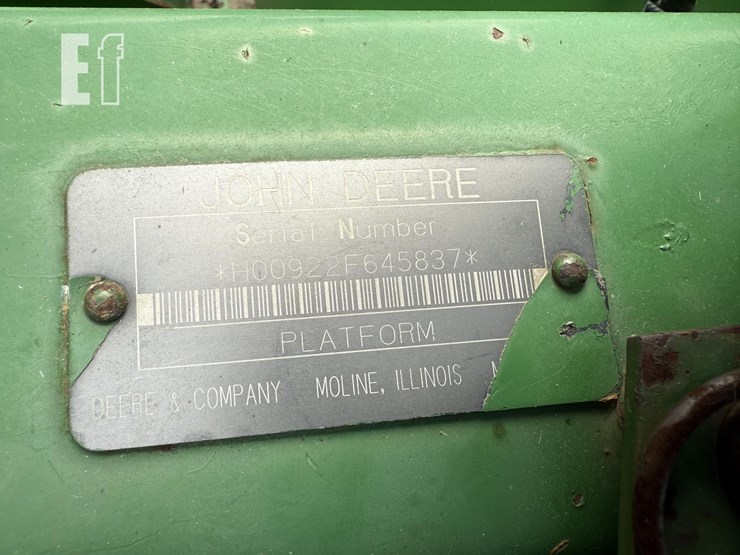 Ef
JOHN DEERE
Serial Number
*H00922F645837*
PLATFORM
DEERE & COMPANY MOLINE, ILLINOIS